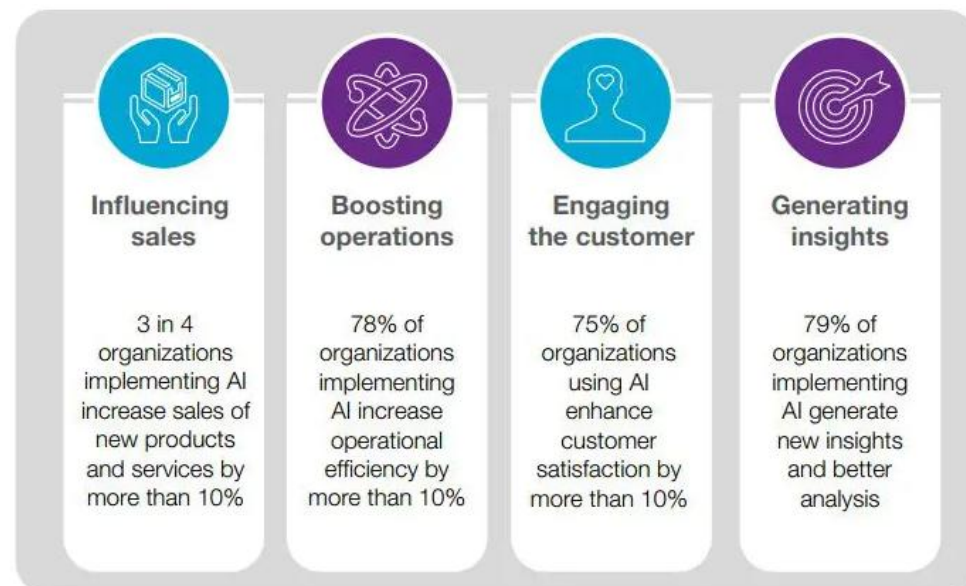 Influencing
sales
3 in 4
organizations
implementing AI
increase sales of
new products
and services by
more than 10%
Boosting
operations
78% of
organizations
implementing
AI increase
operational
efficiency by
more than 10%
Engaging
the customer
75% of
organizations
using AI
enhance
customer
satisfaction by
more than 10%
Generating
insights
79% of
organizations
implementing
AI generate
new insights
and better
analysis